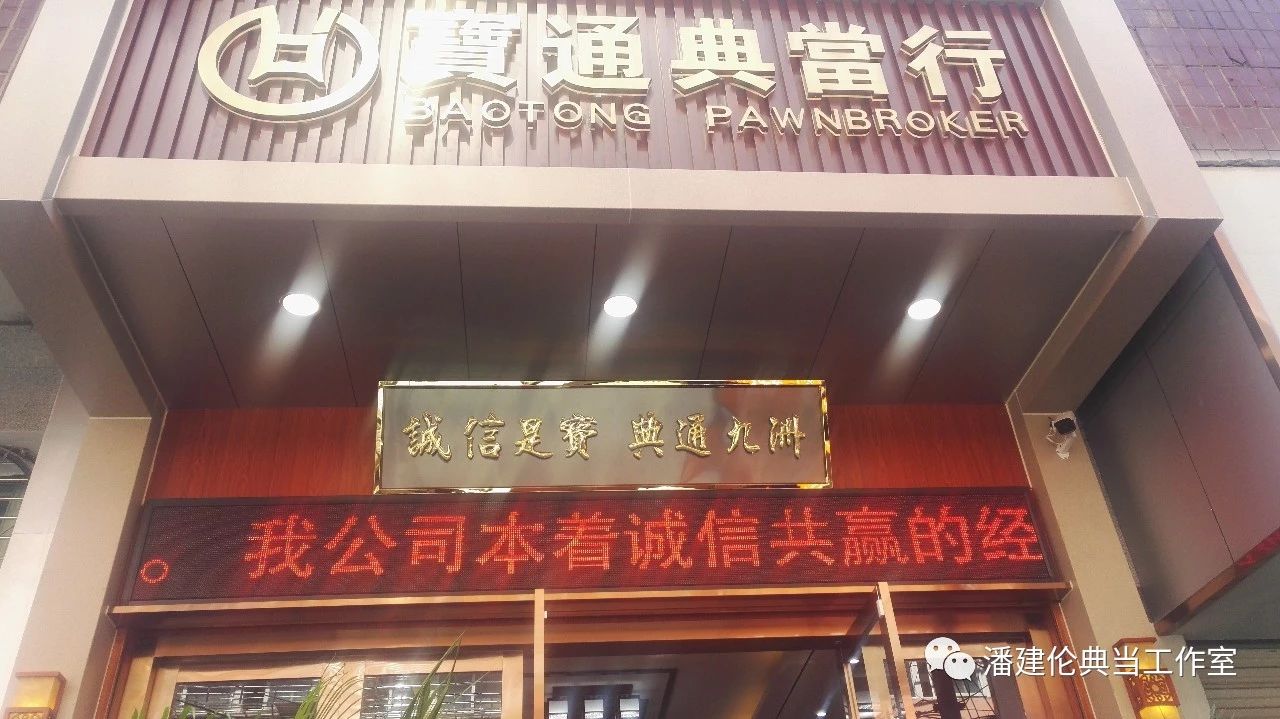 寶通典當行
BAOTONG PAWNBROKER
誠信是寳 典通九洲
。 我公司本着诚信共赢的经
潘建伦典当工作室